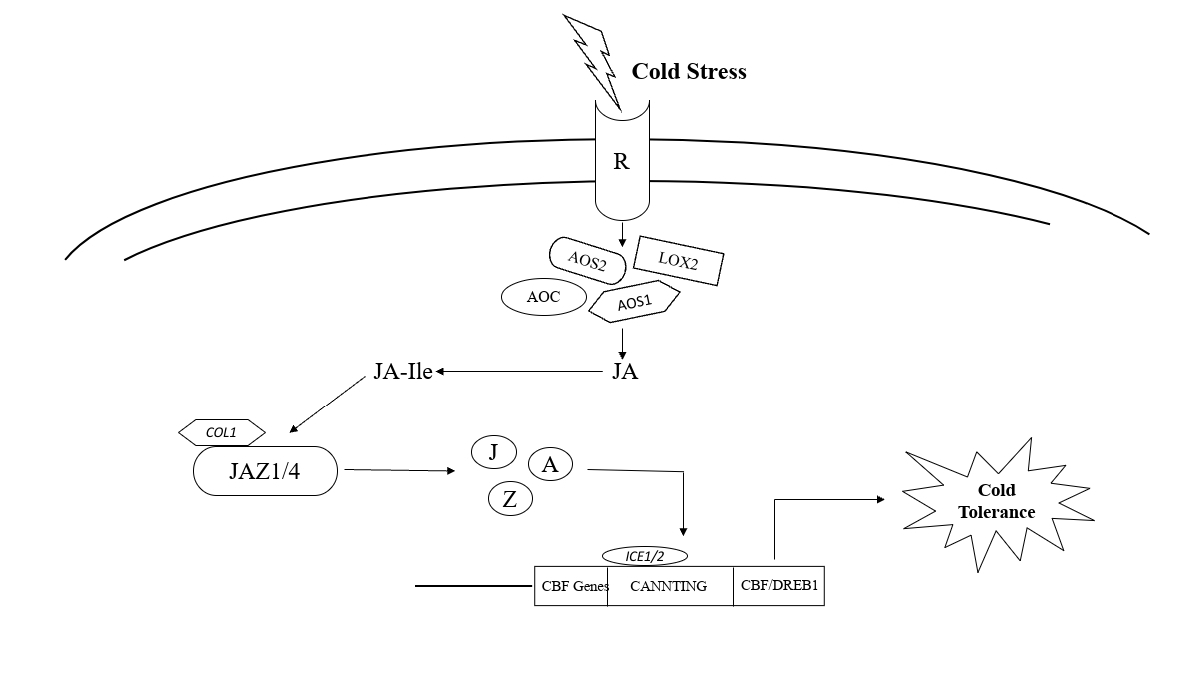 Cold Stress
R
AOS2
LOX2
AOC
AOS1
JA-Ile
JA
COL1
JAZ1/4
J
A
Z
Cold
Tolerance
ICE1/2
CBF Genes
CANNTING
CBF/DREB1